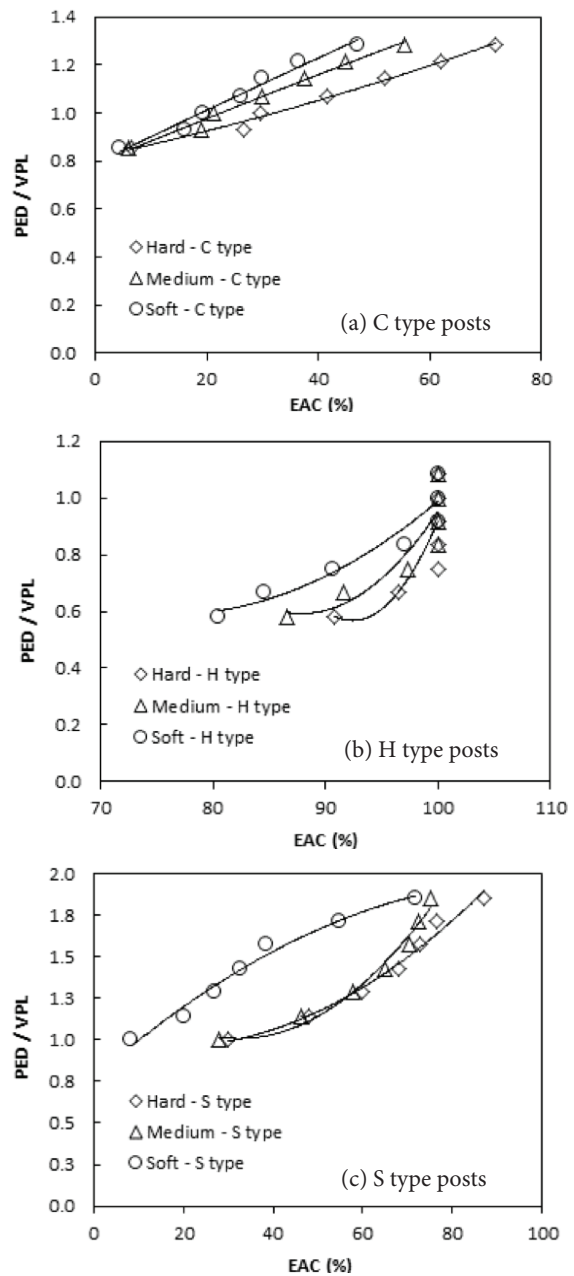 1.4
1.2
1.0
0.8
0.6
0.4
0.2
0.0
PED / VPL
Hard - C type
Medium - C type
Soft - C type
(a) C type posts
0 20 40 60 80
EAC (%)
1.2
1.0
0.8
0.6
0.4
0.2
0.0
PED / VPL
Hard - H type
Medium - H type
Soft - H type
(b) H type posts
70 80 90 100 110
EAC (%)
2.0
1.8
1.5
1.3
1.0
0.8
0.5
0.3
0.0
PED / VPL
Hard - S type
Medium - S type
Soft - S type
(c) S type posts
0 20 40 60 80 100
EAC (%)